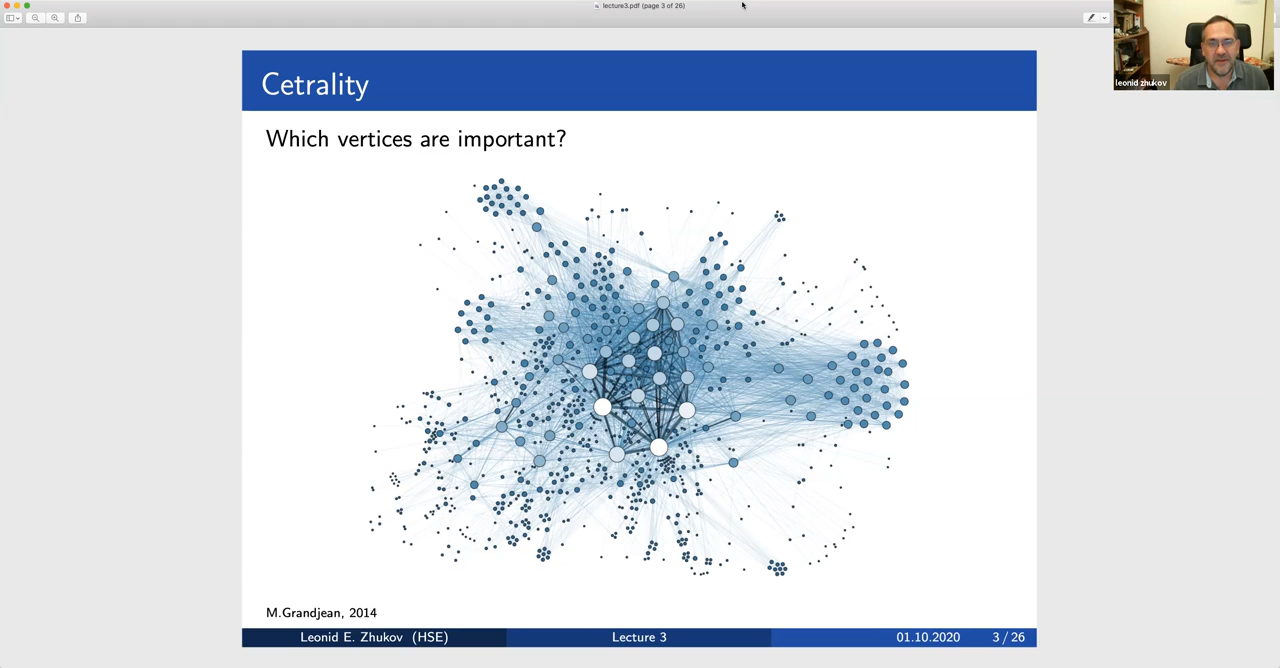 lecture3.pdf (page 3 of 26)
leonid zhukov
Cetrality
Which vertices are important?
M.Grandjean, 2014
Leonid E. Zhukov (HSE)
Lecture 3
01.10.2020
3 / 26